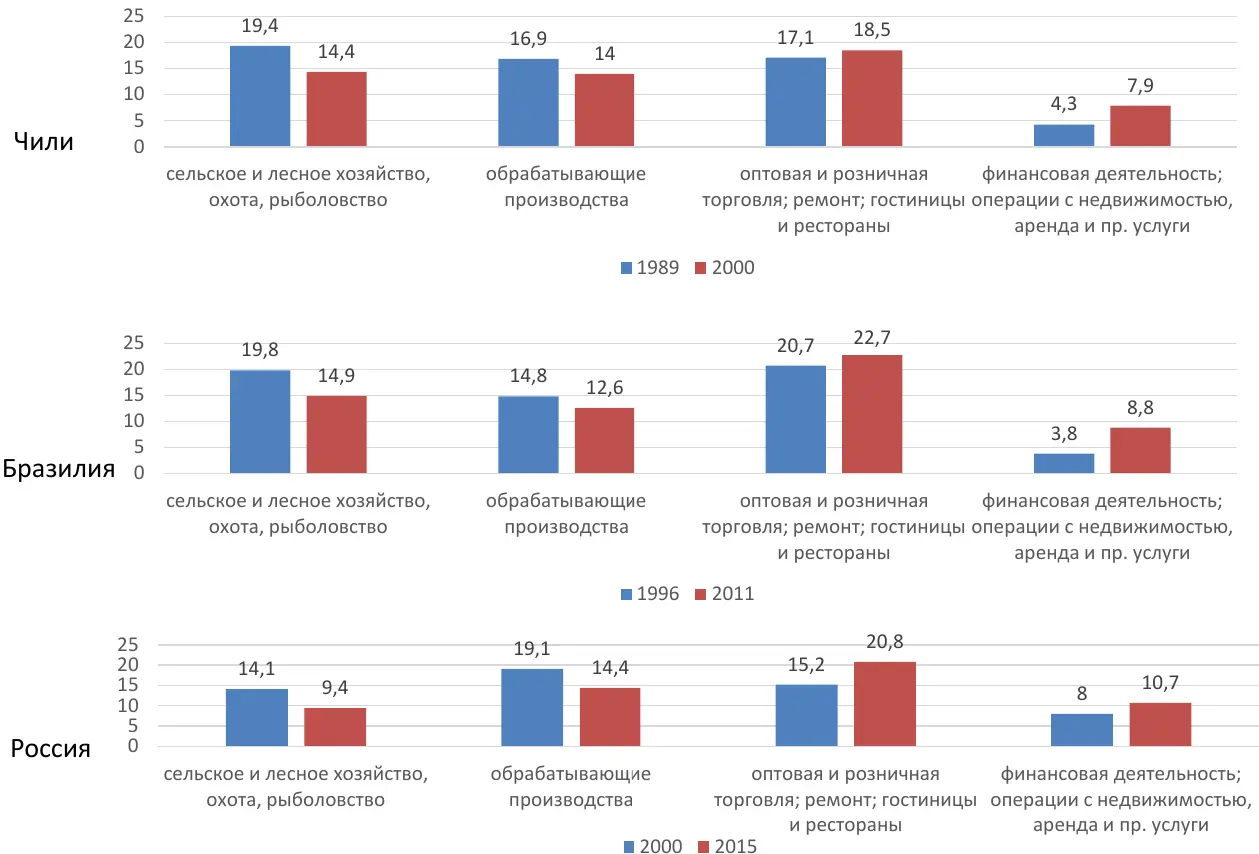 25
20
15
10
5
0
19,4
14,4
16,9
14
17,1
18,5
4,3
7,9
Чили
сельское и лесное хозяйство,
охота, рыболовство
обрабатывающие
производства
оптовая и розничная
торговля; ремонт; гостиницы
и рестораны
финансовая деятельность;
операции с недвижимостью,
аренда и пр. услуги
1989 2000
25
20
15
10
5
0
19,8
14,9
14,8
12,6
20,7
22,7
3,8
8,8
Бразилия
сельское и лесное хозяйство,
охота, рыболовство
обрабатывающие
производства
оптовая и розничная
торговля; ремонт; гостиницы
и рестораны
финансовая деятельность;
операции с недвижимостью,
аренда и пр. услуги
1996 2011
25
20
15
10
5
0
14,1
9,4
19,1
14,4
15,2
20,8
8
10,7
Россия
сельское и лесное хозяйство,
охота, рыболовство
обрабатывающие
производства
оптовая и розничная
торговля; ремонт; гостиницы
и рестораны
финансовая деятельность;
операции с недвижимостью,
аренда и пр. услуги
2000 2015